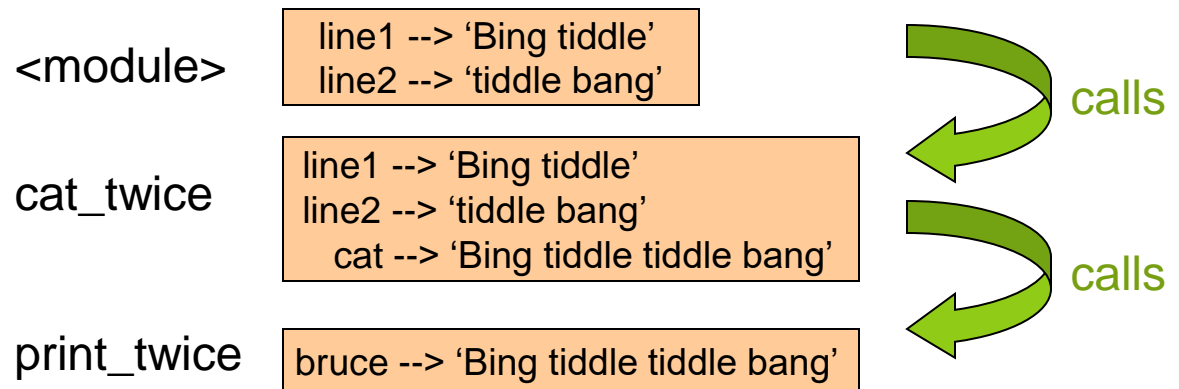 <module>
line1 --> ‘Bing tiddle’
line2 --> ‘tiddle bang’
calls
cat_twice
line1 --> ‘Bing tiddle’
line2 --> ‘tiddle bang’
cat --> ‘Bing tiddle tiddle bang’
calls
print_twice
bruce --> ‘Bing tiddle tiddle bang’